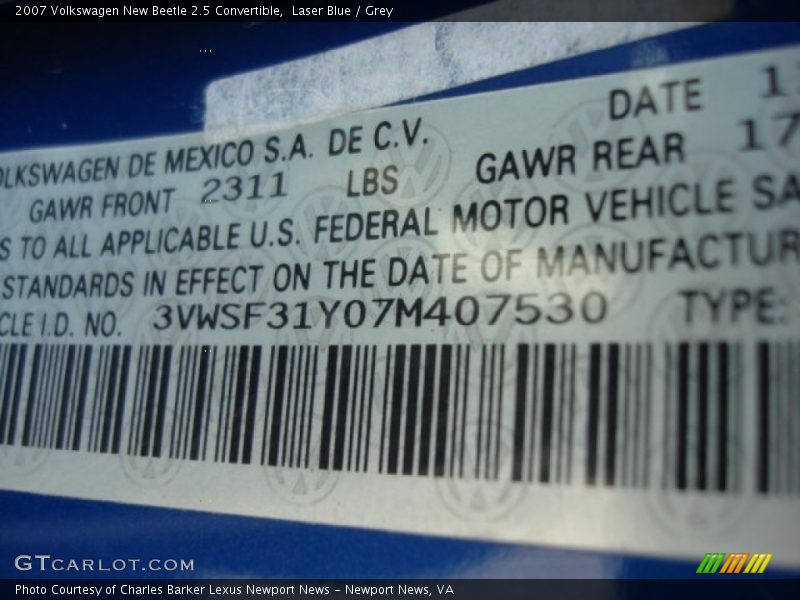 2007 Volkswagen New Beetle 2.5 Convertible,  Laser Blue / Grey
DATE 1
OLKSWAGEN DE MEXICO S.A. DE C.V.
GAWR FRONT 2311 LBS GAWR REAR 17
S TO ALL APPLICABLE U.S. FEDERAL MOTOR VEHICLE SA
STANDARDS IN EFFECT ON THE DATE OF MANUFACTUR
CLE I.D. NO. 3VWSF31Y07M407530 TYPE:
GTCARLOT.COM
Photo Courtesy of Charles Barker Lexus Newport News - Newport News, VA